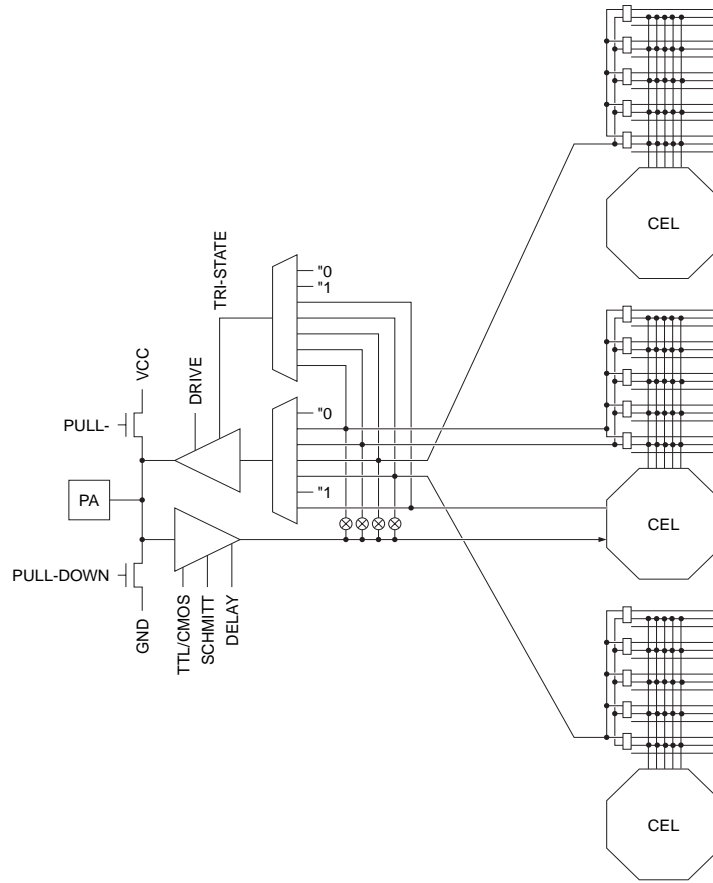 CEL
"0
"1
TRI-STATE
DRIVE
VCC
PULL-
"0
"1
PA
CEL
PULL-DOWN
GND
TTL/CMOS
SCHMITT
DELAY
CEL